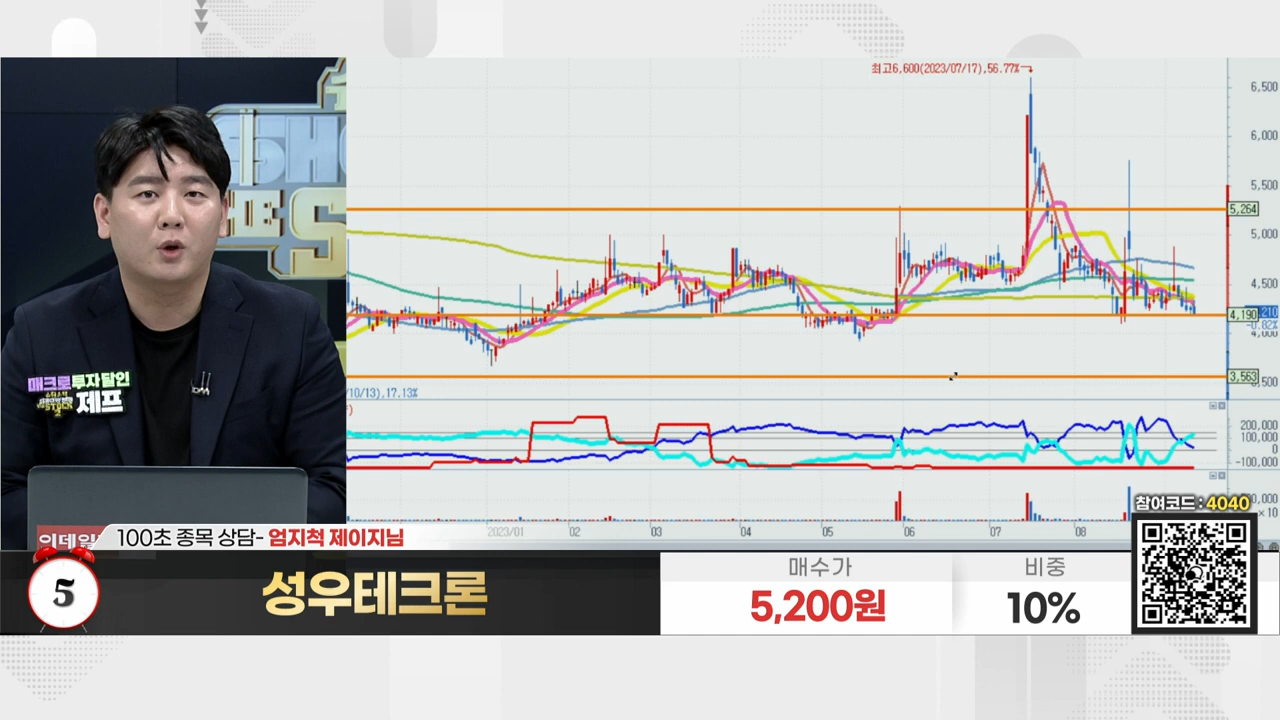 최고6,600(2023/07/17),56.77%
6,500
6,000
5,500
5,264
5,000
4,500
4,190
-0.82%
4,000
3,563
/10/13),17.13%
200,000
100,000
0
-100,000
× 10
2023/01
02
03
04
05
06
07
08
매크로투자달인
제프
참여코드 : 4040
100초 종목 상담- 엄지척 제이지님
5
성우테크론
매수가
5,200원
비중
10%